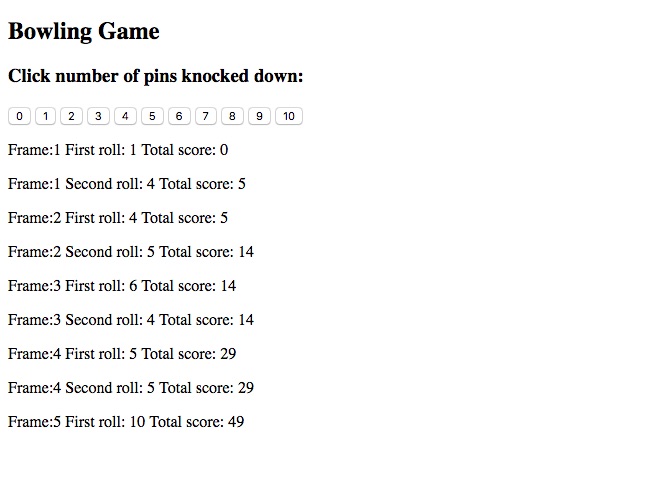 Bowling Game
Click number of pins knocked down:
0 1 2 3 4 5 6 7 8 9 10
Frame:1 First roll: 1 Total score: 0
Frame:1 Second roll: 4 Total score: 5
Frame:2 First roll: 4 Total score: 5
Frame:2 Second roll: 5 Total score: 14
Frame:3 First roll: 6 Total score: 14
Frame:3 Second roll: 4 Total score: 14
Frame:4 First roll: 5 Total score: 29
Frame:4 Second roll: 5 Total score: 29
Frame:5 First roll: 10 Total score: 49